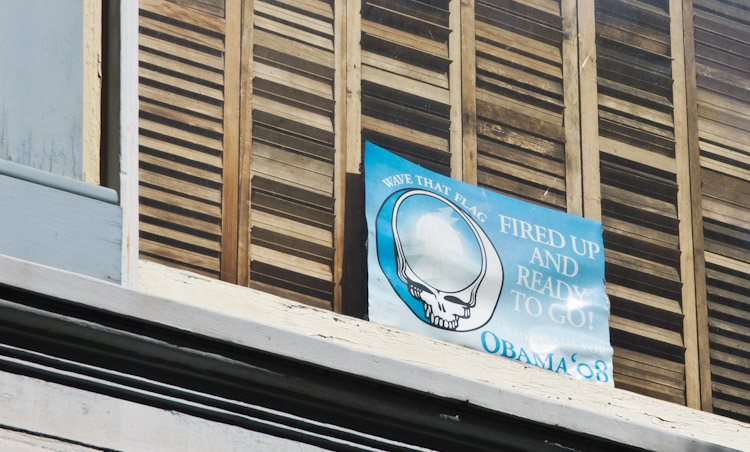 WAVE THAT FLAG
FIRED UP
AND
READY
TO GO!
OBAMA '08